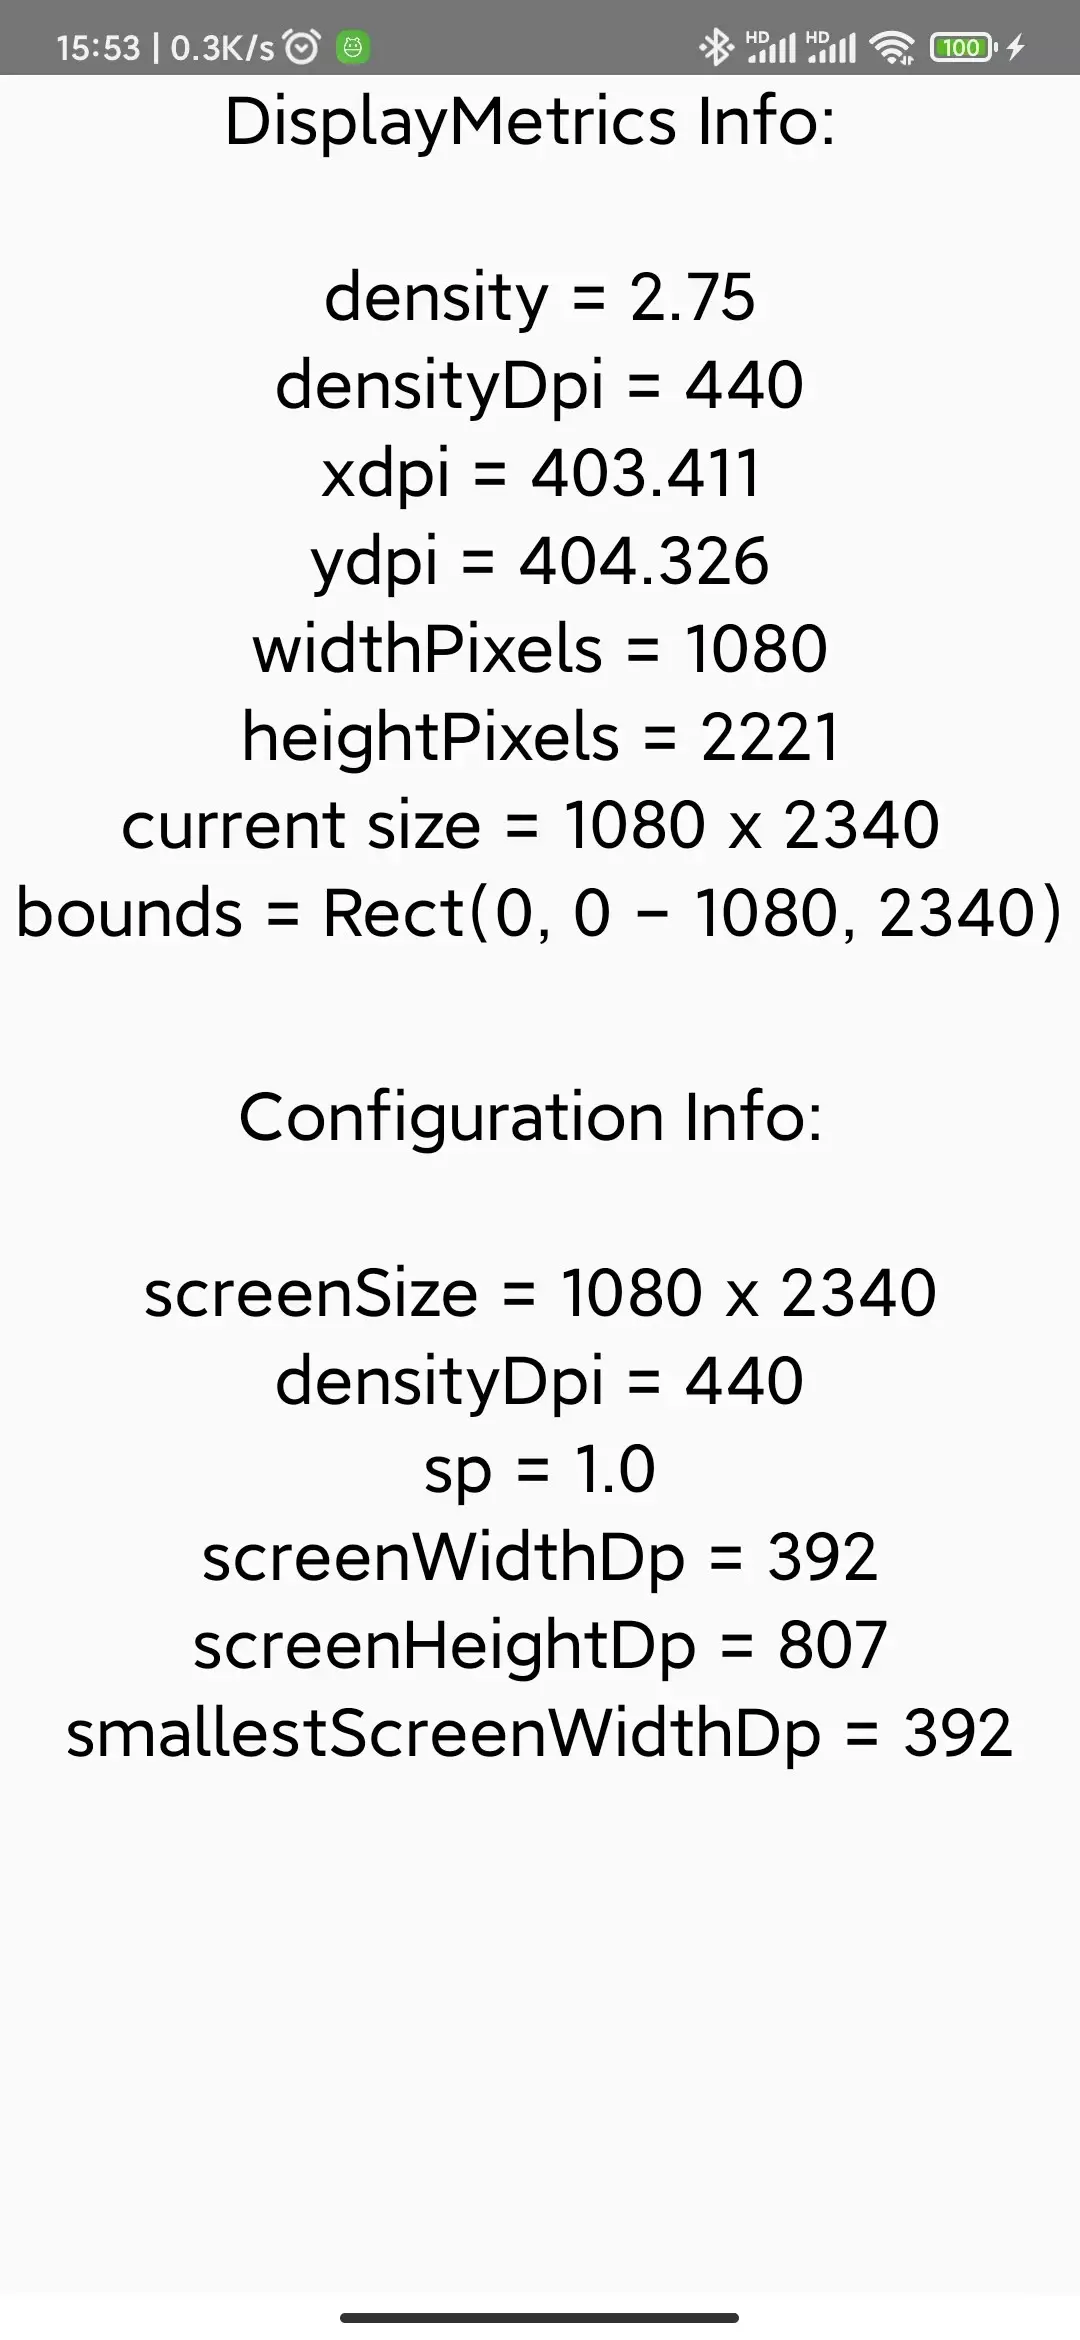 15:53 | 0.3K/s HD HD 100
DisplayMetrics Info:
density = 2.75
densityDpi = 440
xdpi = 403.411
ydpi = 404.326
widthPixels = 1080
heightPixels = 2221
current size = 1080 x 2340
bounds = Rect(0, 0 – 1080, 2340)
Configuration Info:
screenSize = 1080 x 2340
densityDpi = 440
sp = 1.0
screenWidthDp = 392
screenHeightDp = 807
smallestScreenWidthDp = 392